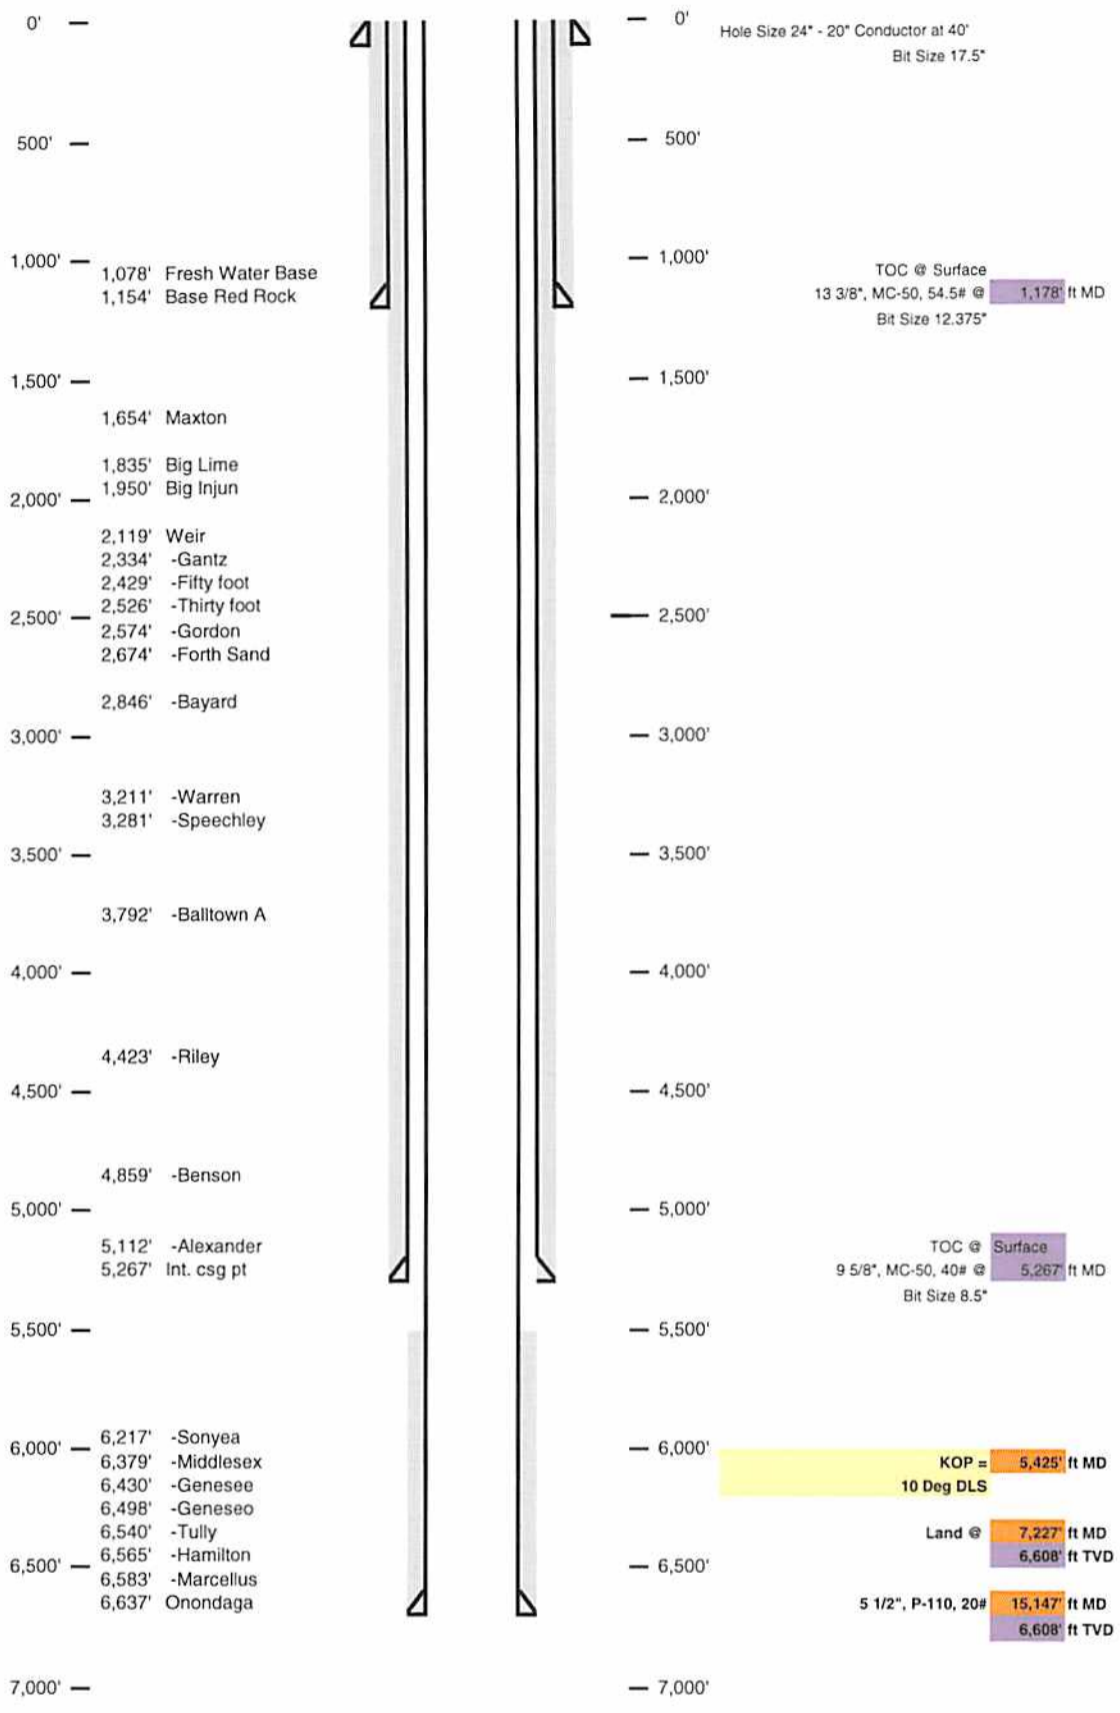 0'
0'
Hole Size 24" - 20" Conductor at 40'
Bit Size 17.5"
500'
500'
1,000'
1,000'
1,078' Fresh Water Base
TOC @ Surface
1,154' Base Red Rock
13 3/8", MC-50, 54.5# @ 1,178' ft MD
Bit Size 12.375"
1,500'
1,500'
1,654' Maxton
1,835' Big Lime
1,950' Big Injun
2,000'
2,000'
2,119' Weir
2,334' -Gantz
2,429' -Fifty foot
2,526' -Thirty foot
2,500'
2,500'
2,574' -Gordon
2,674' -Forth Sand
2,846' -Bayard
3,000'
3,000'
3,211' -Warren
3,281' -Speechley
3,500'
3,500'
3,792' -Balltown A
4,000'
4,000'
4,423' -Riley
4,500'
4,500'
4,859' -Benson
5,000'
5,000'
5,112' -Alexander
TOC @ Surface
5,267' Int. csg pt
9 5/8", MC-50, 40# @ 5,267' ft MD
Bit Size 8.5"
5,500'
5,500'
6,217' -Sonyea
6,000'
6,000'
6,379' -Middlesex
KOP = 5,425' ft MD
6,430' -Genesee
10 Deg DLS
6,498' -Geneseo
6,540' -Tully
Land @ 7,227' ft MD
6,565' -Hamilton
6,608' ft TVD
6,500'
6,500'
6,583' -Marcellus
6,637' Onondaga
5 1/2", P-110, 20# 15,147' ft MD
6,608' ft TVD
7,000'
7,000'